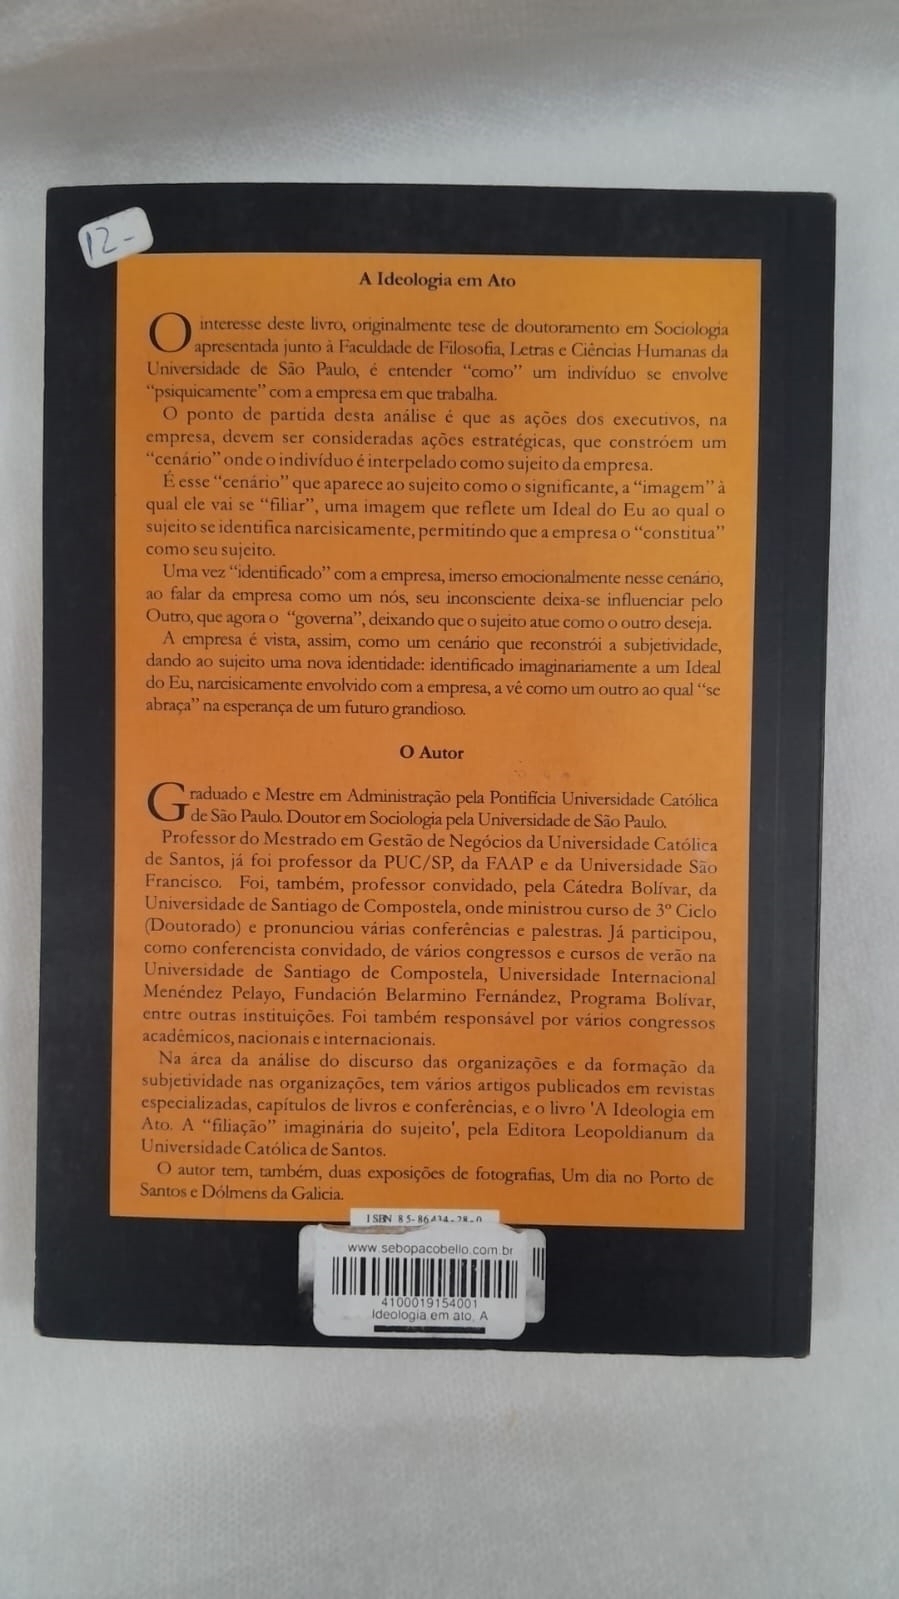 12-
A Ideologia em Ato
O interesse deste livro, originalmente tese de doutoramento em Sociologia
apresentada junto à Faculdade de Filosofia, Letras e Ciências Humanas da
Universidade de São Paulo, é entender “como” um indivíduo se envolve
“psiquicamente” com a empresa em que trabalha.
O ponto de partida desta análise é que as ações dos executivos, na
empresa, devem ser consideradas ações estratégicas, que constróem um
“cenário” onde o indivíduo é interpelado como sujeito da empresa.
É esse “cenário” que aparece ao sujeito como o significante, a “imagem” à
qual ele vai se “filiar”, uma imagem que reflete um Ideal do Eu ao qual o
sujeito se identifica narcisicamente, permitindo que a empresa o “constitua”
como seu sujeito.
Uma vez “identificado” com a empresa, imerso emocionalmente nesse cenário,
ao falar da empresa como um nós, seu inconsciente deixa-se influenciar pelo
Outro, que agora o “governa”, deixando que o sujeito atue como o outro deseja.
A empresa é vista, assim, como um cenário que reconstrói a subjetividade,
dando ao sujeito uma nova identidade: identificado imaginariamente a um Ideal
do Eu, narcisicamente envolvido com a empresa, a vê como um outro ao qual “se
abraça” na esperança de um futuro grandioso.
O Autor
Graduado e Mestre em Administração pela Pontifícia Universidade Católica
de São Paulo. Doutor em Sociologia pela Universidade de São Paulo.
Professor do Mestrado em Gestão de Negócios da Universidade Católica
de Santos, já foi professor da PUC/SP, da FAAP e da Universidade São
Francisco. Foi, também, professor convidado, pela Cátedra Bolívar, da
Universidade de Santiago de Compostela, onde ministrou curso de 3º Ciclo
(Doutorado) e pronunciou várias conferências e palestras. Já participou,
como conferencista convidado, de vários congressos e cursos de verão na
Universidade de Santiago de Compostela, Universidade Internacional
Menéndez Pelayo, Fundación Belarmino Fernández, Programa Bolívar,
entre outras instituições. Foi também responsável por vários congressos
acadêmicos, nacionais e internacionais.
Na área da análise do discurso das organizações e da formação da
subjetividade nas organizações, tem vários artigos publicados em revistas
especializadas, capítulos de livros e conferências, e o livro 'A Ideologia em
Ato. A “filiação” imaginária do sujeito', pela Editora Leopoldianum da
Universidade Católica de Santos.
O autor tem, também, duas exposições de fotografias, Um dia no Porto de
Santos e Dólmens da Galicia.
ISBN 85-86434-28-0
www.sebopacobello.com.br
4100019154001
Ideologia em ato, A